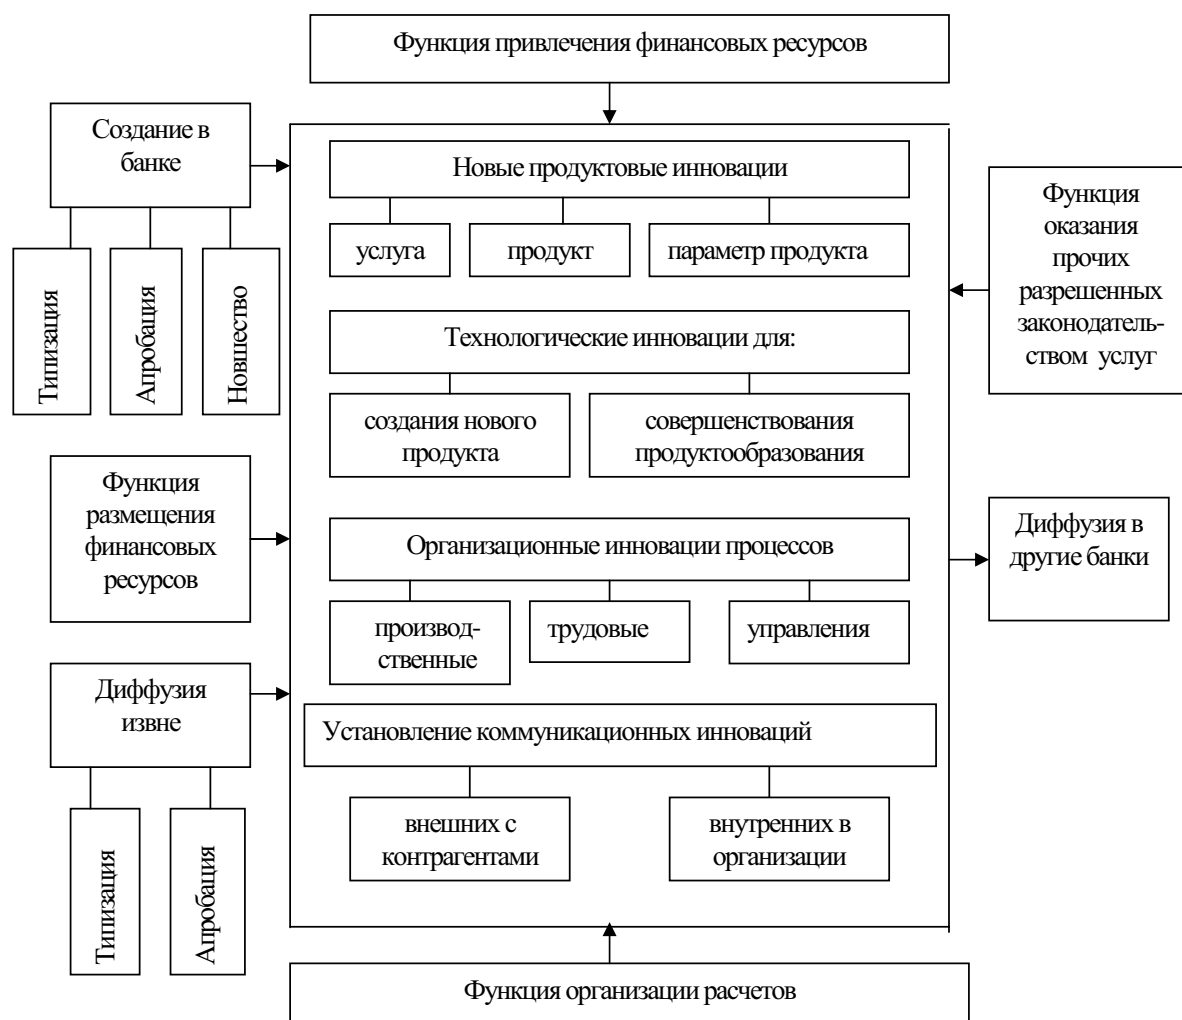 Функция привлечения финансовых ресурсов
Создание в
банке
Типизация
Апробация
Новшество
Новые продуктовые инновации
услуга
продукт
параметр продукта
Функция
оказания
прочих
разрешенных
законодатель-
ством услуг
Технологические инновации для:
создания нового
продукта
совершенствования
продуктообразования
Функция
размещения
финансовых
ресурсов
Организационные инновации процессов
производ-
ственные
трудовые
управления
Диффузия в
другие банки
Диффузия
извне
Типизация
Апробация
Установление коммуникационных инноваций
внешних с
контрагентами
внутренних в
организации
Функция организации расчетов